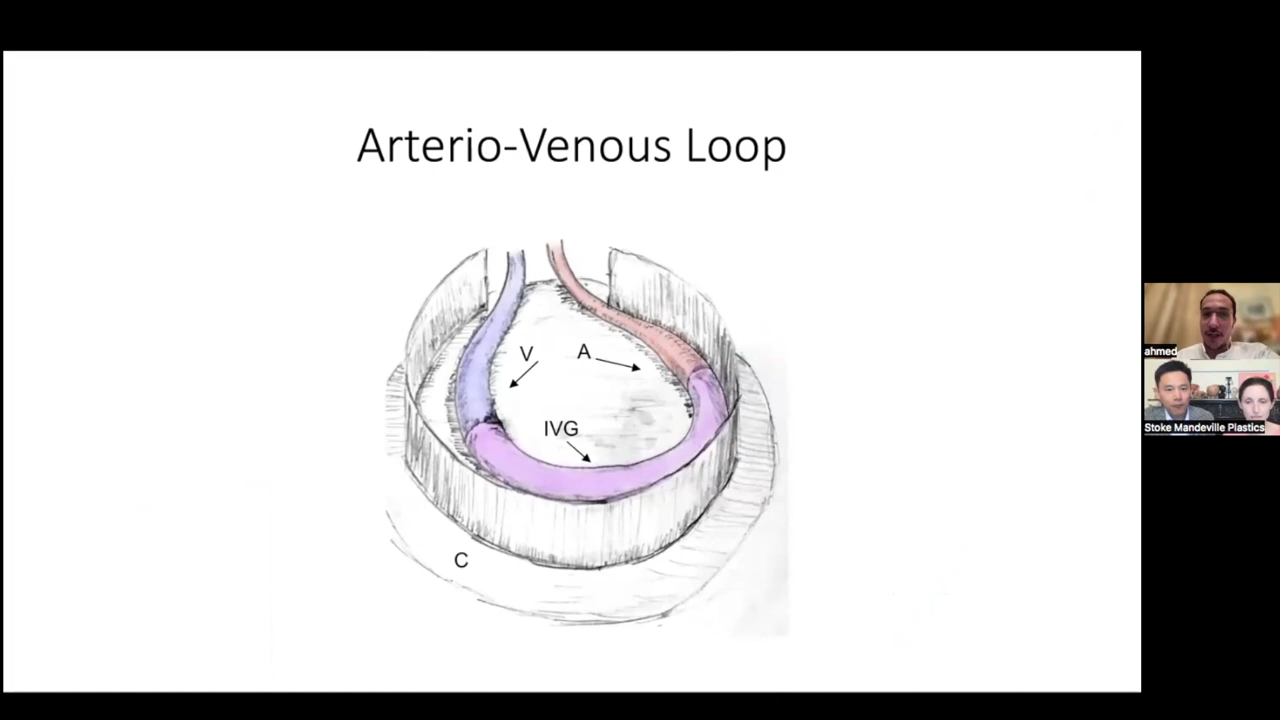 Arterio-Venous Loop
V
A
IVG
C
ahmed
Stoke Mandeville Plastics